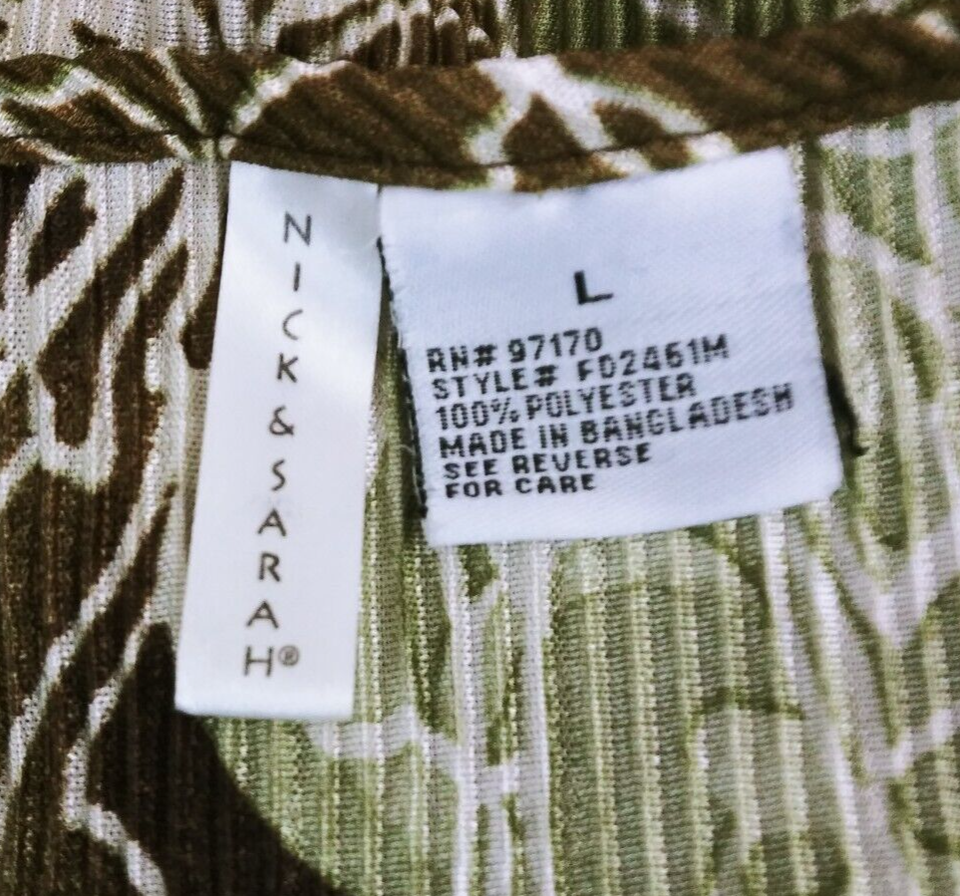 NICK & SARAH®
L
RN# 97170
STYLE# FD2461M
100% POLYESTER
MADE IN BANGLADESH
SEE REVERSE
FOR CARE